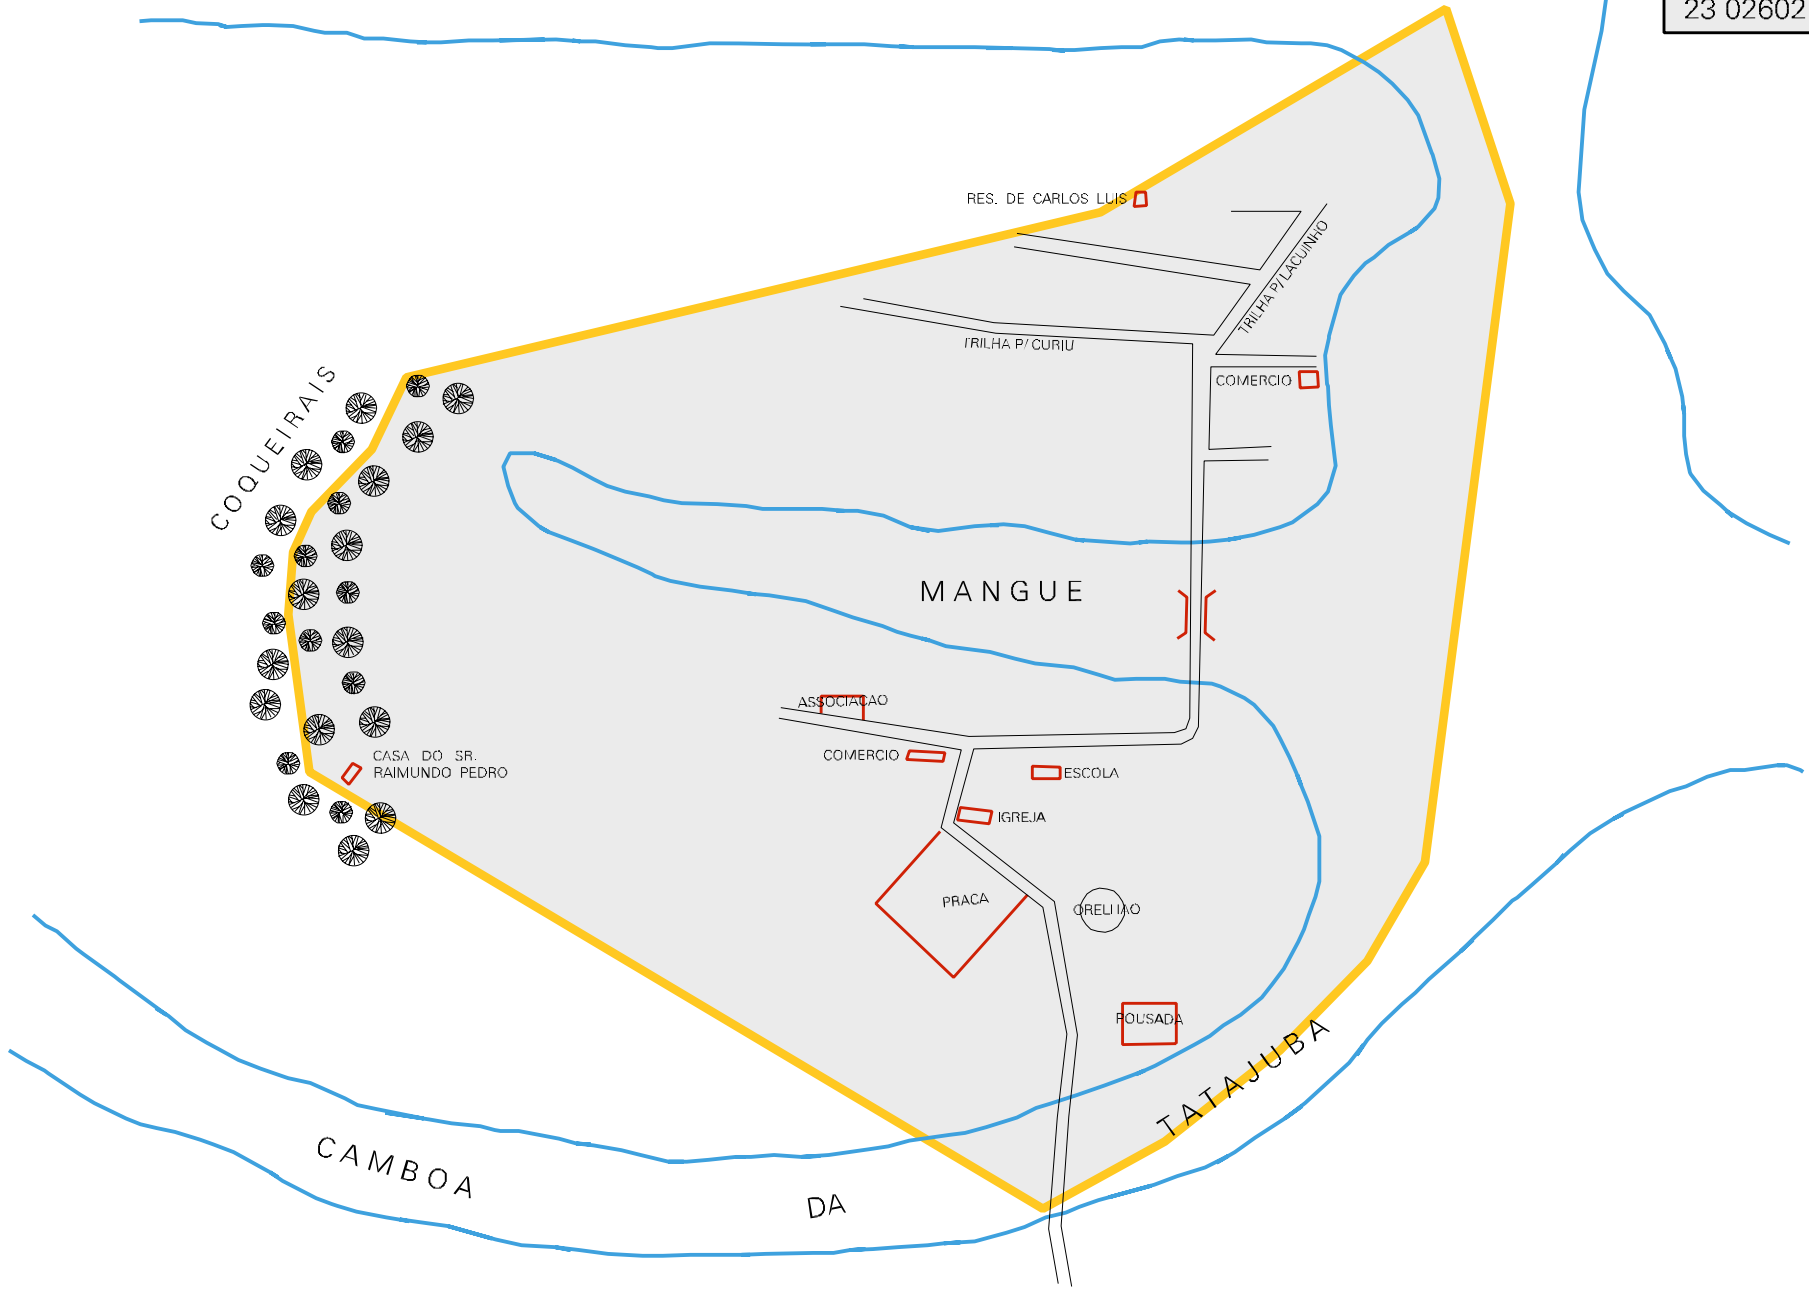 23 02602
RES. DE CARLOS LUIS
TRILHA P/LAGUINHO
TRILHA P/ CURIU
COMERCIO
COQUEIRAIS
MANGUE
ASSOCIACAO
COMERCIO
CASA DO SR.
RAIMUNDO PEDRO
ESCOLA
IGREJA
PRACA
ORELHAO
POUSADA
TATAJUBA
CAMBOA
DA